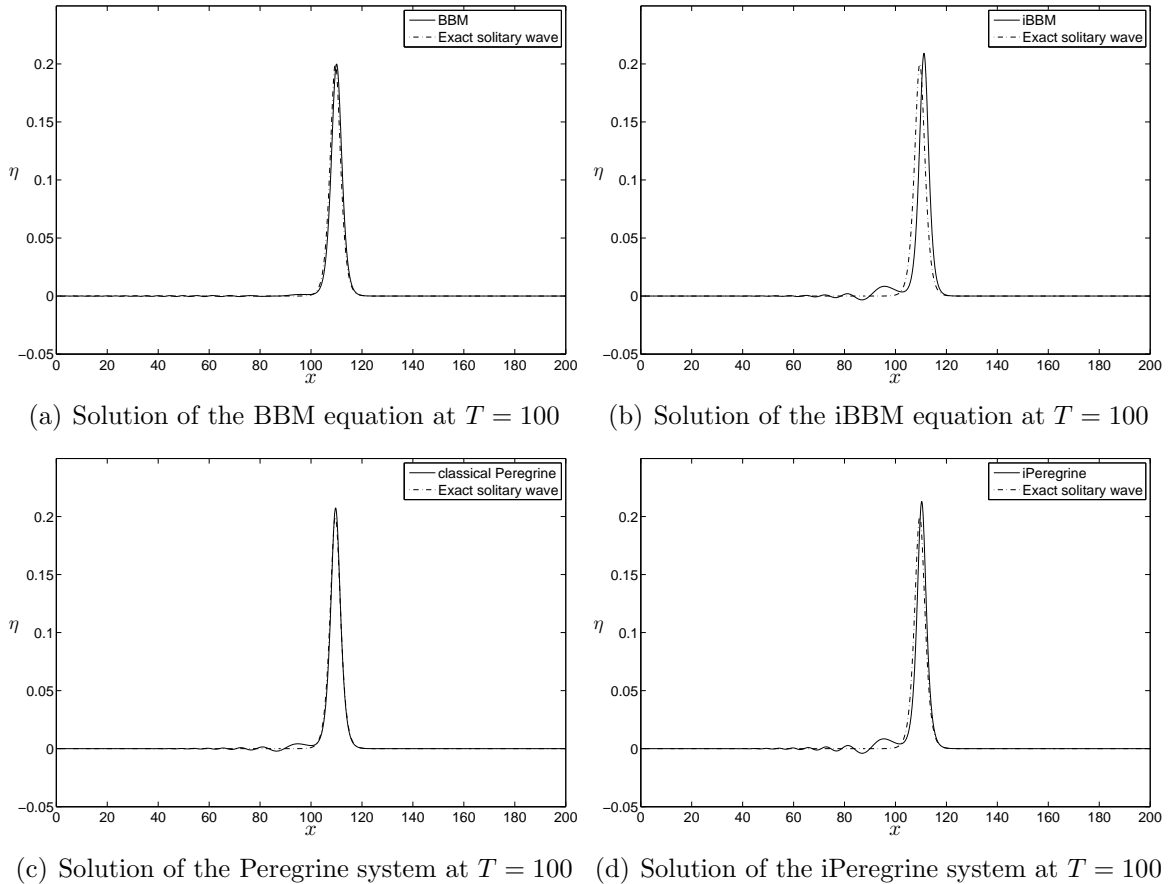 BBM
Exact solitary wave
0.2
0.15
η
0.1
0.05
0
−0.05
0 20 40 60 80 100 120 140 160 180 200
x
(a) Solution of the BBM equation at T = 100
iBBM
Exact solitary wave
0.2
0.15
η
0.1
0.05
0
−0.05
0 20 40 60 80 100 120 140 160 180 200
x
(b) Solution of the iBBM equation at T = 100
classical Peregrine
Exact solitary wave
0.2
0.15
η
0.1
0.05
0
−0.05
0 20 40 60 80 100 120 140 160 180 200
x
(c) Solution of the Peregrine system at T = 100
iPeregrine
Exact solitary wave
0.2
0.15
η
0.1
0.05
0
−0.05
0 20 40 60 80 100 120 140 160 180 200
x
(d) Solution of the iPeregrine system at T = 100